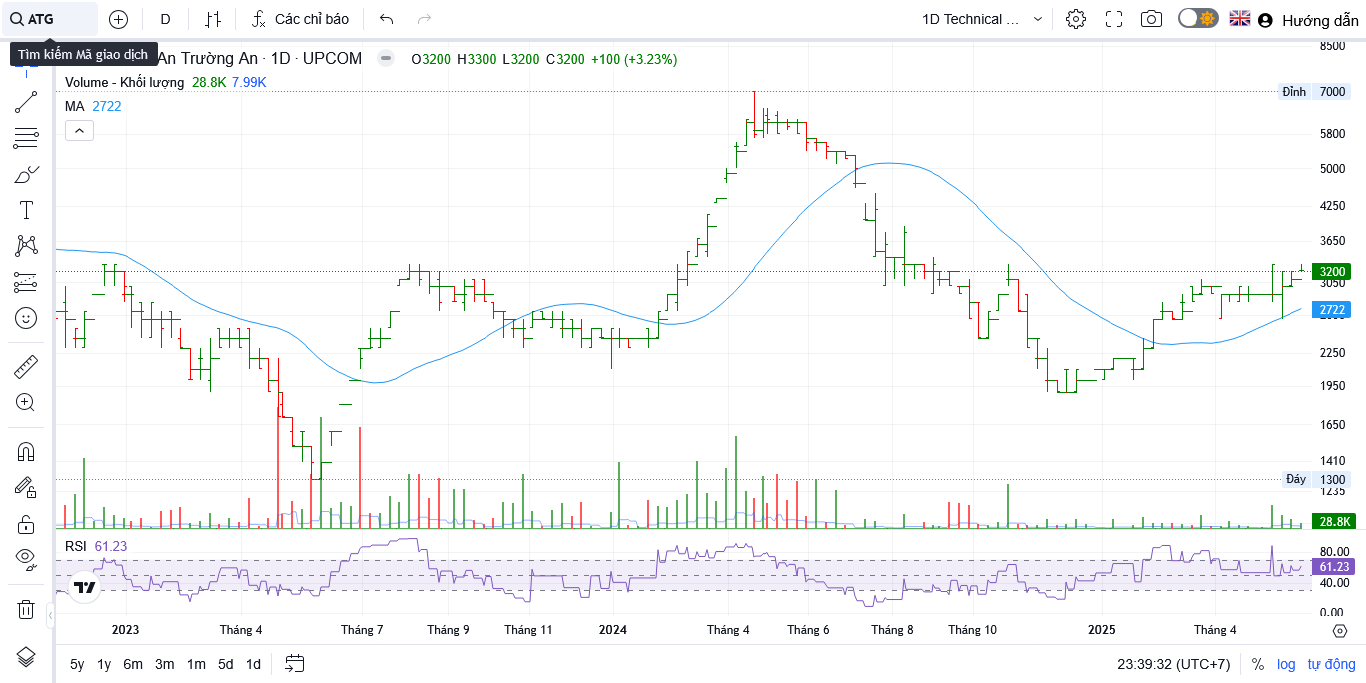 ATG
D
Các chỉ báo
1D Technical ...
Hướng dẫn
Tìm kiếm Mã giao dịch
An Trường An · 1D · UPCOM
O3200 H3300 L3200 C3200 +100 (+3.23%)
Volume - Khối lượng 28.8K 7.99K
MA 2722
8500
Đỉnh 7000
5800
5000
4250
3650
3200
3050
2722
2250
1950
1650
1410
Đáy 1300
1235
28.8K
RSI 61.23
80.00
61.23
40.00
0.00
2023 Tháng 4 Tháng 7 Tháng 9 Tháng 11 2024 Tháng 4 Tháng 6 Tháng 8 Tháng 10 2025 Tháng 4
5y 1y 6m 3m 1m 5d 1d
23:39:32 (UTC+7) % log tự động